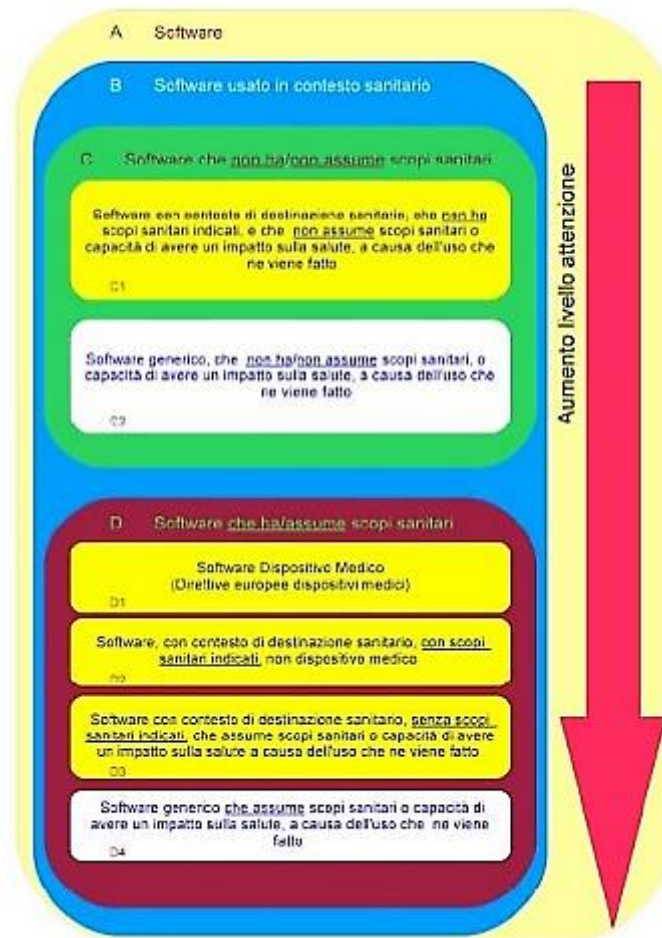 A Software
B Software usato in contesto sanitario
C Software che non ha/non assume scopi sanitari
Software con contesto di destinazione sanitario, che non ha
scopi sanitari indicati, e che non assume scopi sanitari o
capacità di avere un impatto sulla salute, a causa dell'uso che
ne viene fatto
C1
Software generico, che non ha/non assume scopi sanitari, o
capacità di avere un impatto sulla salute, a causa dell'uso che
ne viene fatto
C2
D Software che ha/assume scopi sanitari
Software Dispositivo Medico
(Direttive europee dispositivi medici)
D1
Software, con contesto di destinazione sanitario, con scopi
sanitari indicati, non dispositivo medico
D2
Software con contesto di destinazione sanitario, senza scopi
sanitari indicati, che assume scopi sanitari o capacità di avere
un impatto sulla salute a causa dell'uso che ne viene fatto
D3
Software generico che assume scopi sanitari o capacità di
avere un impatto sulla salute, a causa dell'uso che ne viene
fatto
D4
Aumento livello attenzione